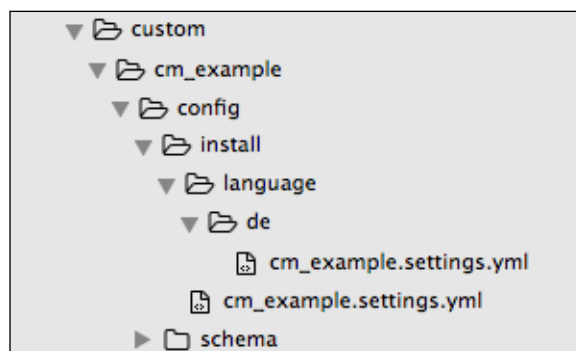 custom
cm_example
config
install
language
de
cm_example.settings.yml
cm_example.settings.yml
schema